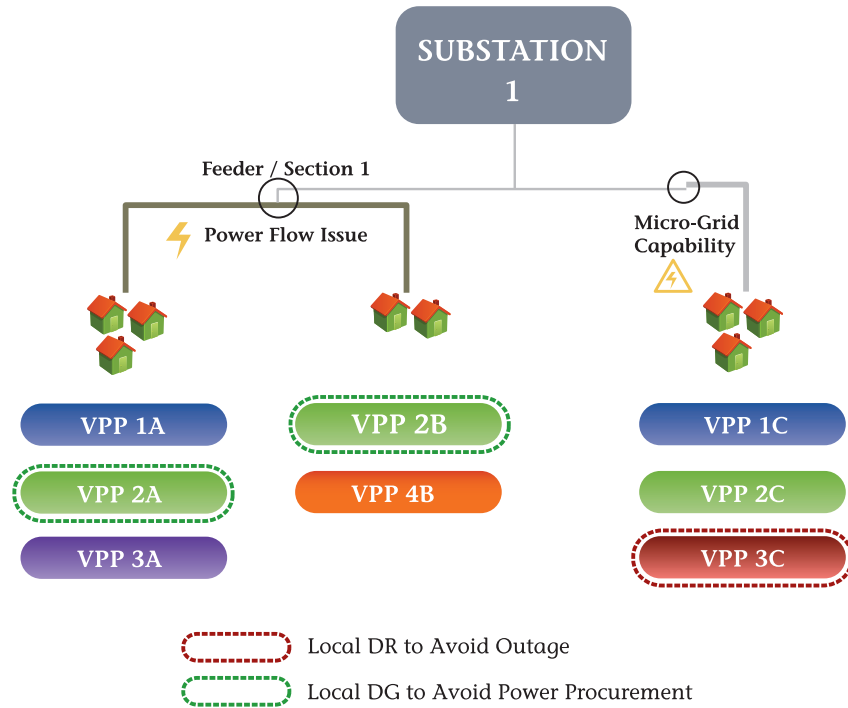 SUBSTATION
1
Feeder / Section 1
Power Flow Issue
Micro-Grid
Capability
VPP 1A
VPP 2B
VPP 1C
VPP 2A
VPP 4B
VPP 2C
VPP 3A
VPP 3C
Local DR to Avoid Outage
Local DG to Avoid Power Procurement